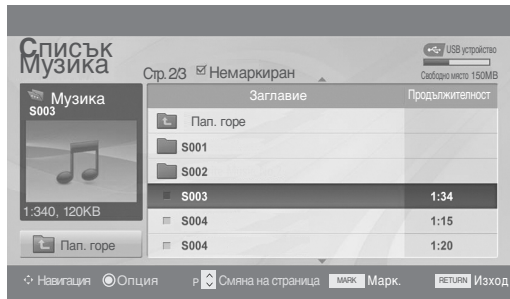 Списък
Музика
Стр. 2/3 Немаркиран
USB устройство
Свободно място 150MB
Музика
S003
1:340, 120KB
Пап. горе
Заглавие Продължителност
Пап. горе
S001
S002
S003 1:34
S004 1:15
S004 1:20
Навигация Опция P Смяна на страница MARK Марк. RETURN Изход